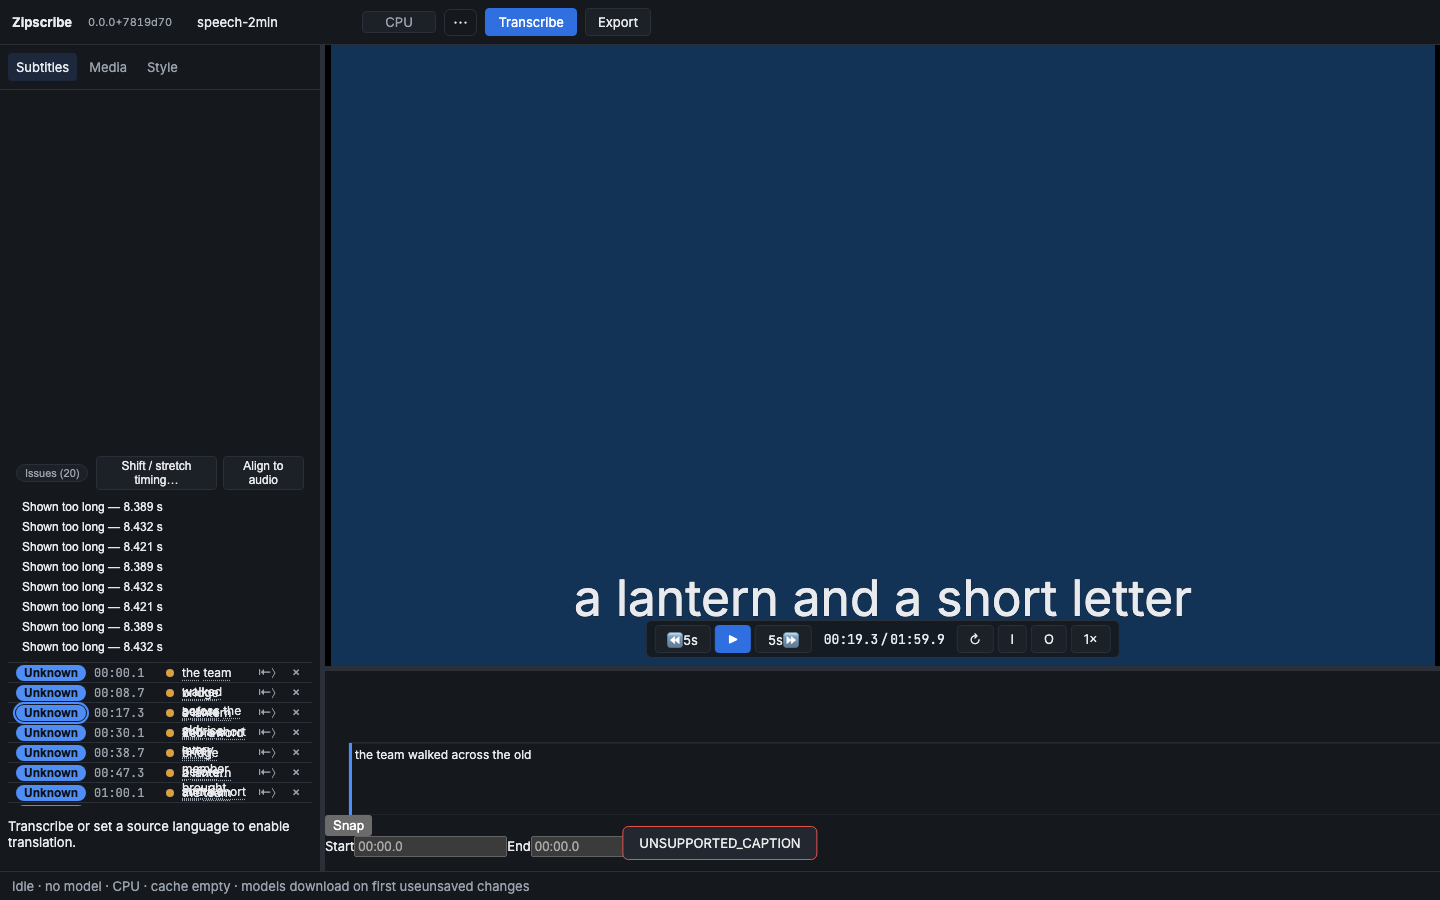 Zipscribe 0.0.0+7819d70 speech-2min CPU ⋯ Transcribe Export
Subtitles Media Style
Issues (20) Shift / stretch timing… Align to audio
Shown too long — 8.389 s
Shown too long — 8.432 s
Shown too long — 8.421 s
Shown too long — 8.389 s
Shown too long — 8.432 s
Shown too long — 8.421 s
Shown too long — 8.389 s
Shown too long — 8.432 s
Unknown 00:00.1 the team ×
Unknown 00:08.7 ×
Unknown 00:17.3 the ×
Unknown 00:30.1 ×
Unknown 00:38.7 ×
Unknown 00:47.3 ×
Unknown 01:00.1 ×
Transcribe or set a source language to enable
translation.
a lantern and a short letter
⏪5s ▶ 5s⏩ 00:19.3/01:59.9 ↻ I O 1×
the team walked across the old
Snap
Start 00:00.0 End 00:00.0 UNSUPPORTED_CAPTION
Idle · no model · CPU · cache empty · models download on first useunsaved changes